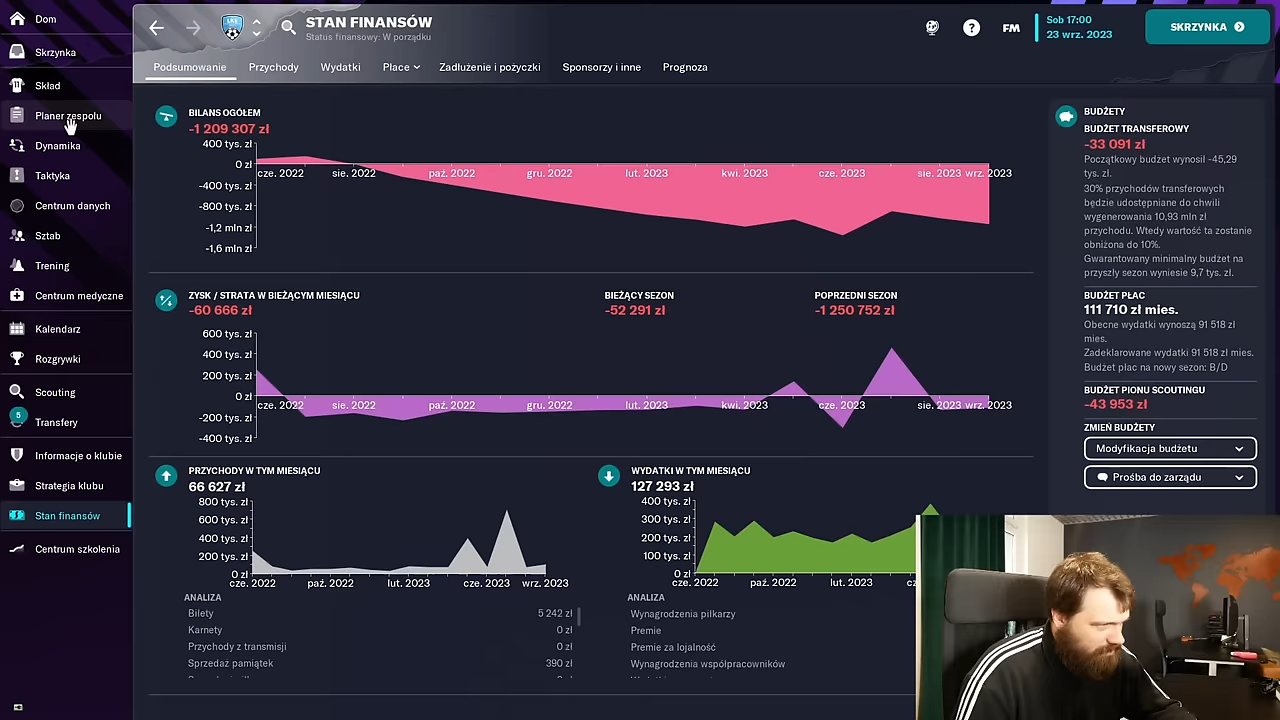 Dom
Skrzynka
Skład
Planer zespołu
Dynamika
Taktyka
Centrum danych
Sztab
Trening
Centrum medyczne
Kalendarz
Rozgrywki
Scouting
5
Transfery
Informacje o klubie
Strategia klubu
Stan finansów
Centrum szkolenia
STAN FINANSÓW
Status finansowy: W porządku
FM
Sob 17:00
23 wrz. 2023
SKRZYNKA
Podsumowanie Przychody Wydatki Płace Zadłużenie i pożyczki Sponsorzy i inne Prognoza
BILANS OGÓŁEM
-1 209 307 zł
400 tys. zł
0 zł
-400 tys. zł
-800 tys. zł
-1,2 mln zł
-1,6 mln zł
cze. 2022 sie. 2022 paź. 2022 gru. 2022 lut. 2023 kwi. 2023 cze. 2023 sie. 2023 wrz. 2023
ZYSK / STRATA W BIEŻĄCYM MIESIĄCU
-60 666 zł
BIEŻĄCY SEZON
-52 291 zł
POPRZEDNI SEZON
-1 250 752 zł
600 tys. zł
400 tys. zł
200 tys. zł
0 zł
-200 tys. zł
-400 tys. zł
cze. 2022 sie. 2022 paź. 2022 gru. 2022 lut. 2023 kwi. 2023 cze. 2023 sie. 2023 wrz. 2023
PRZYCHODY W TYM MIESIĄCU
66 627 zł
800 tys. zł
600 tys. zł
400 tys. zł
200 tys. zł
0 zł
cze. 2022 paź. 2022 lut. 2023 cze. 2023 wrz. 2023
ANALIZA
Bilety 5 242 zł
Karnety 0 zł
Przychody z transmisji 0 zł
Sprzedaż pamiątek 390 zł
WYDATKI W TYM MIESIĄCU
127 293 zł
400 tys. zł
300 tys. zł
200 tys. zł
100 tys. zł
0 zł
cze. 2022 paź. 2022 lut. 2023
ANALIZA
Wynagrodzenia piłkarzy
Premie
Premie za lojalność
Wynagrodzenia współpracowników
BUDŻETY
BUDŻET TRANSFEROWY
-33 091 zł
Początkowy budżet wynosił -45,29
tys. zł.
30% przychodów transferowych
będzie udostępniane do chwili
wygenerowania 10,93 mln zł
przychodu. Wtedy wartość ta zostanie
obniżona do 10%.
Gwarantowany minimalny budżet na
przyszły sezon wyniesie 9,7 tys. zł.
BUDŻET PŁAC
111 710 zł mies.
Obecne wydatki wynoszą 91 518 zł
mies.
Zadeklarowane wydatki 91 518 zł mies.
Budżet płac na nowy sezon: B/D
BUDŻET PIONU SCOUTINGU
-43 953 zł
ZMIEŃ BUDŻETY
Modyfikacja budżetu
Prośba do zarządu